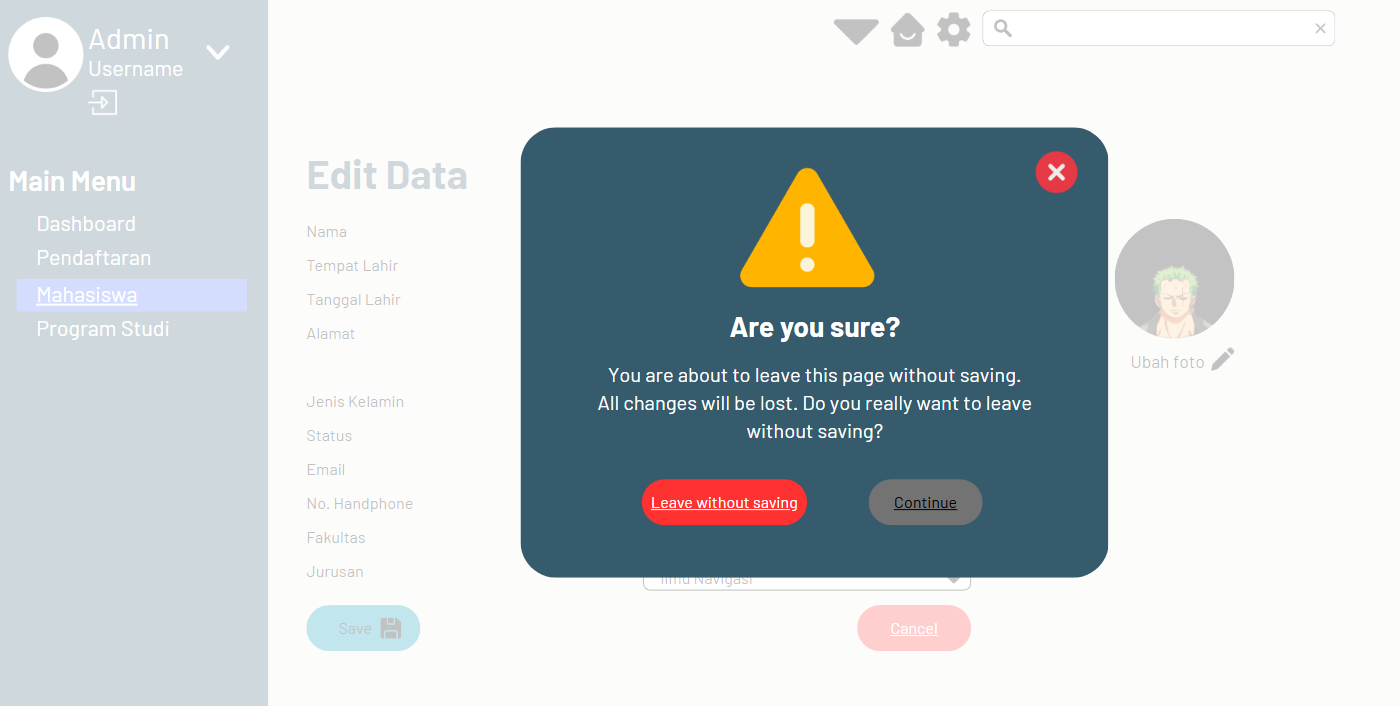 Admin
Username
Main Menu
Dashboard
Pendaftaran
Mahasiswa
Program Studi
Edit Data
Nama
Tempat Lahir
Tanggal Lahir
Alamat
Jenis Kelamin
Status
Email
No. Handphone
Fakultas
Jurusan
Ilmu Navigasi
Save
Cancel
Ubah foto
Are you sure?
You are about to leave this page without saving.
All changes will be lost. Do you really want to leave
without saving?
Leave without saving
Continue